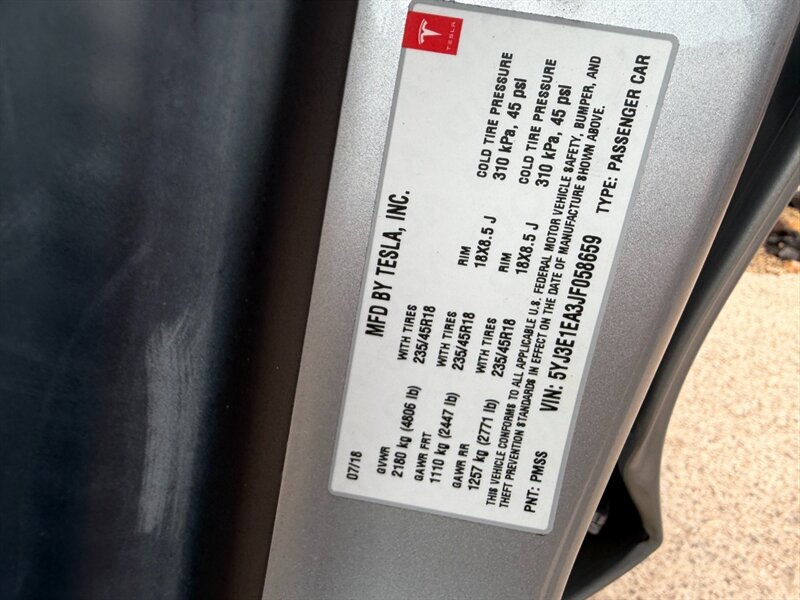 TESLA
MFD BY TESLA, INC.
07/18
GVWR
2180 kg (4806 lb)
GAWR FRT WITH TIRES RIM COLD TIRE PRESSURE
1110 kg (2447 lb) 235/45R18 18X8.5 J 310 kPa, 45 psi
GAWR RR WITH TIRES RIM COLD TIRE PRESSURE
1257 kg (2771 lb) 235/45R18 18X8.5 J 310 kPa, 45 psi
THIS VEHICLE CONFORMS TO ALL APPLICABLE U.S. FEDERAL MOTOR VEHICLE SAFETY, BUMPER, AND
THEFT PREVENTION STANDARDS IN EFFECT ON THE DATE OF MANUFACTURE SHOWN ABOVE.
PNT: PMSS VIN: 5YJ3E1EA3JF058659 TYPE: PASSENGER CAR